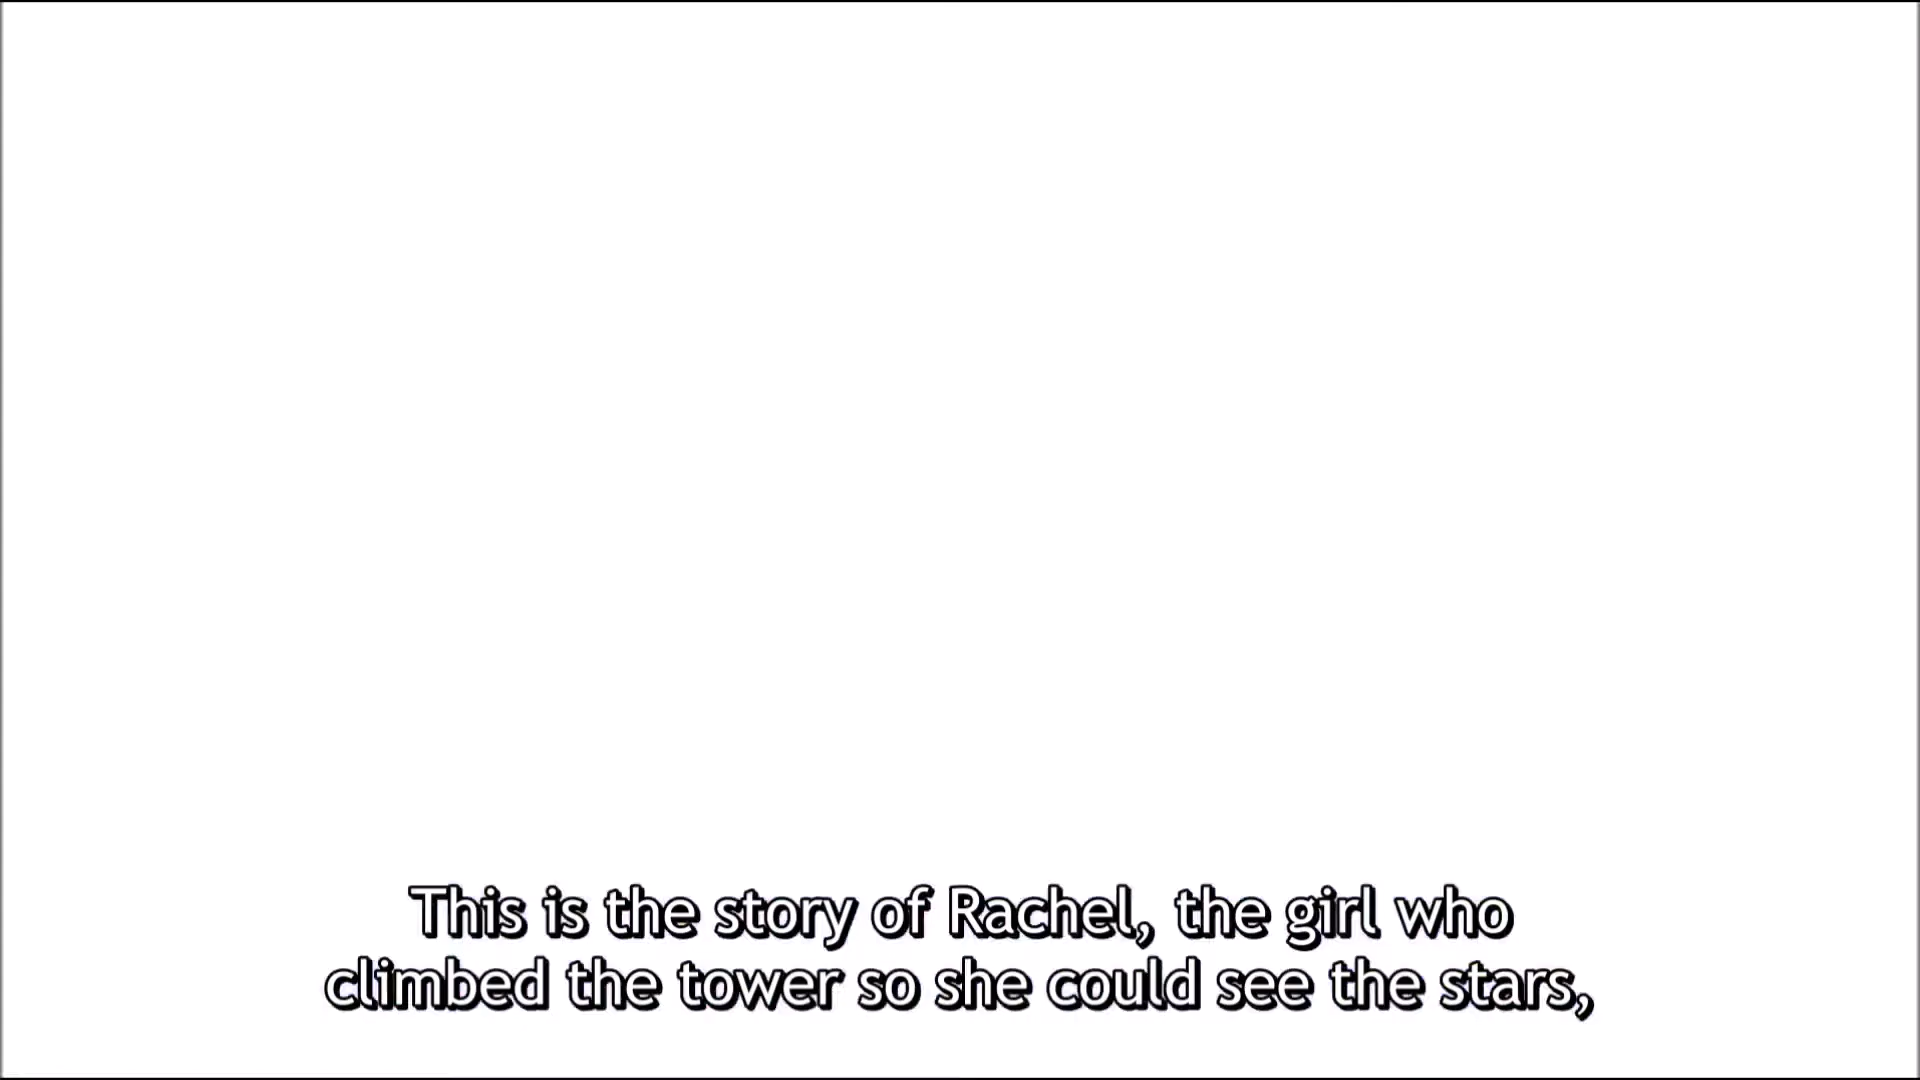 This is the story of Rachel, the girl who
climbed the tower so she could see the stars,